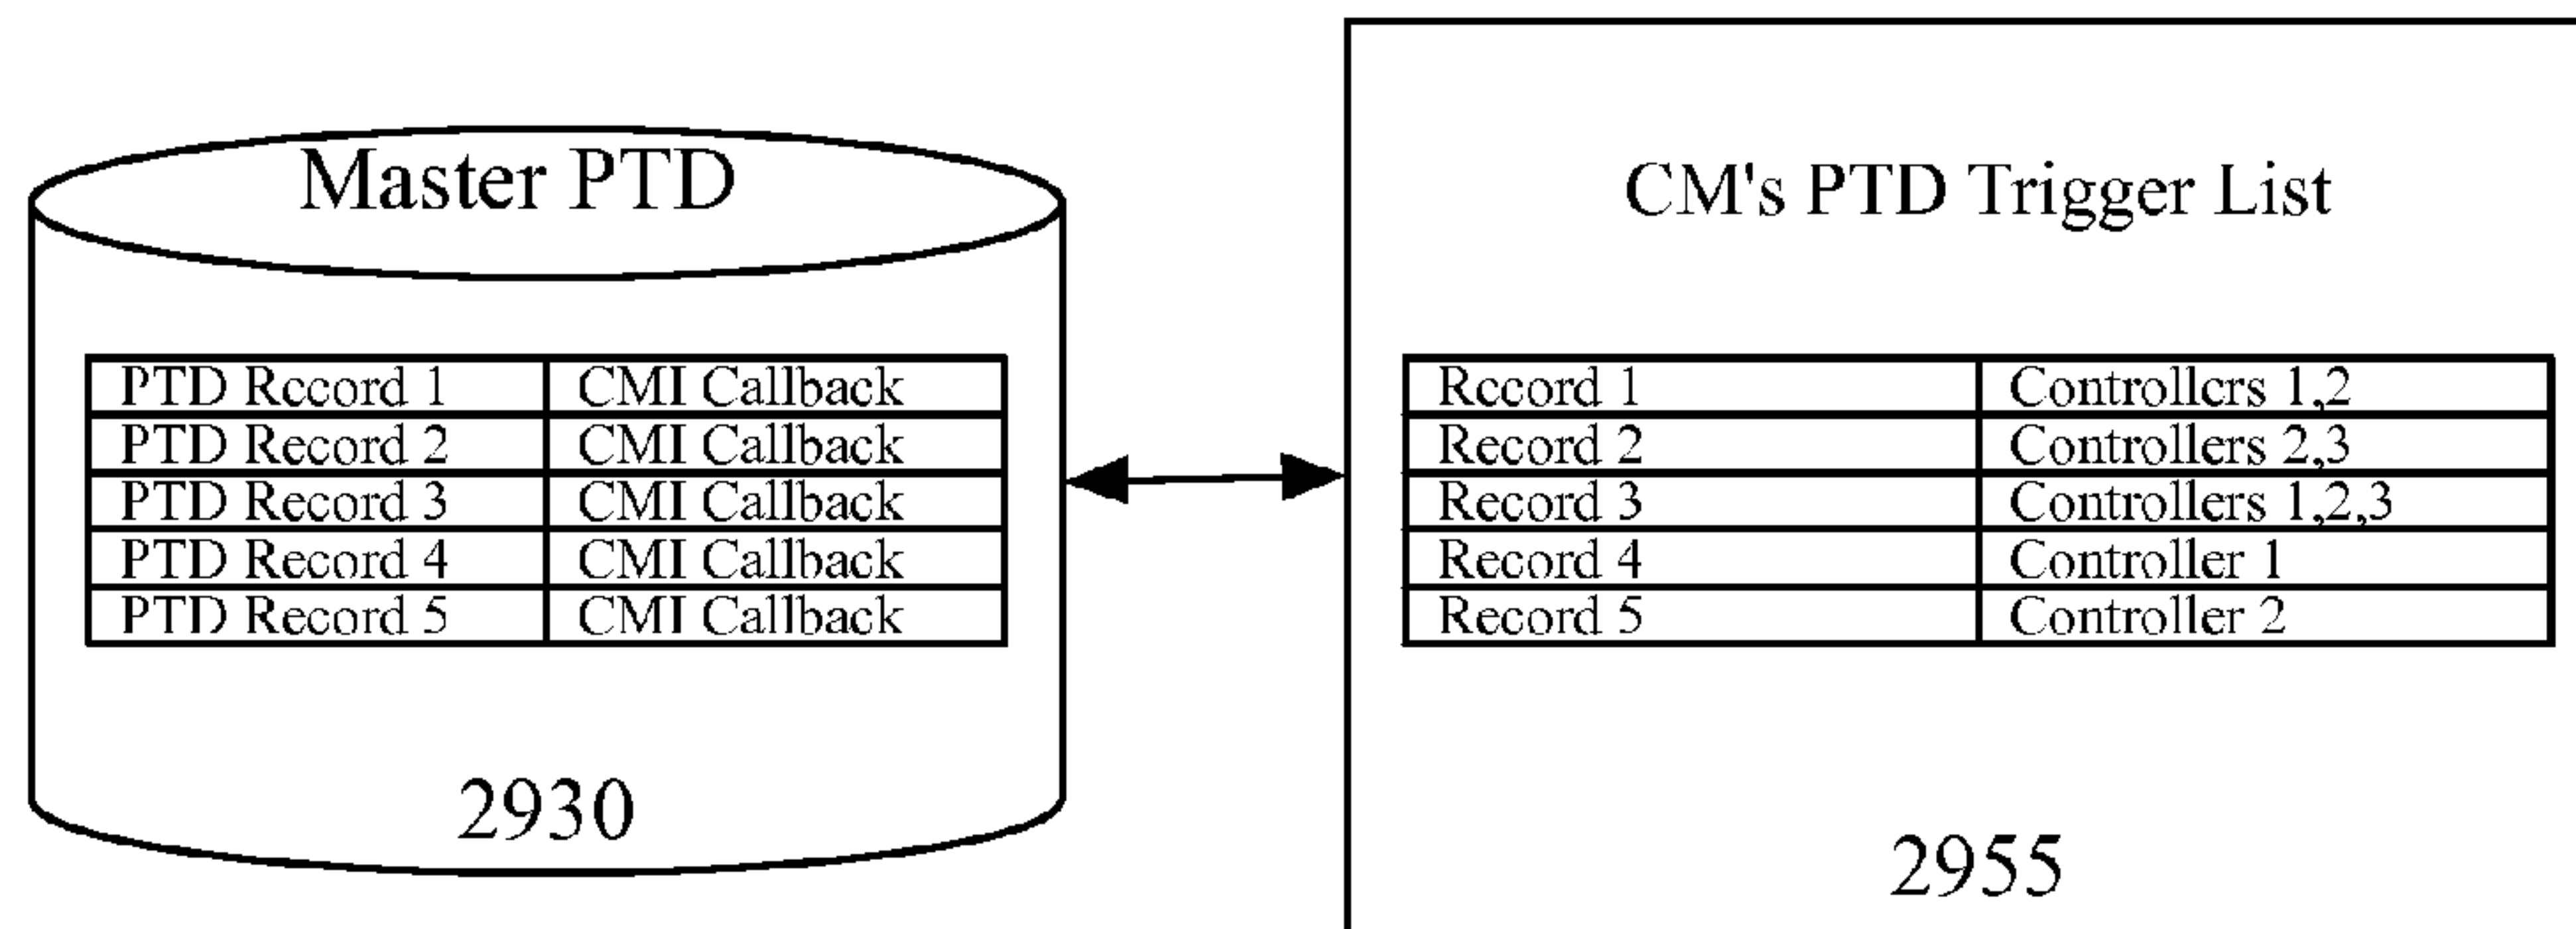 Master PTD
PTD Record 1 CMI Callback
PTD Record 2 CMI Callback
PTD Record 3 CMI Callback
PTD Record 4 CMI Callback
PTD Record 5 CMI Callback
2930
CM's PTD Trigger List
Record 1 Controllers 1,2
Record 2 Controllers 2,3
Record 3 Controllers 1,2,3
Record 4 Controller 1
Record 5 Controller 2
2955